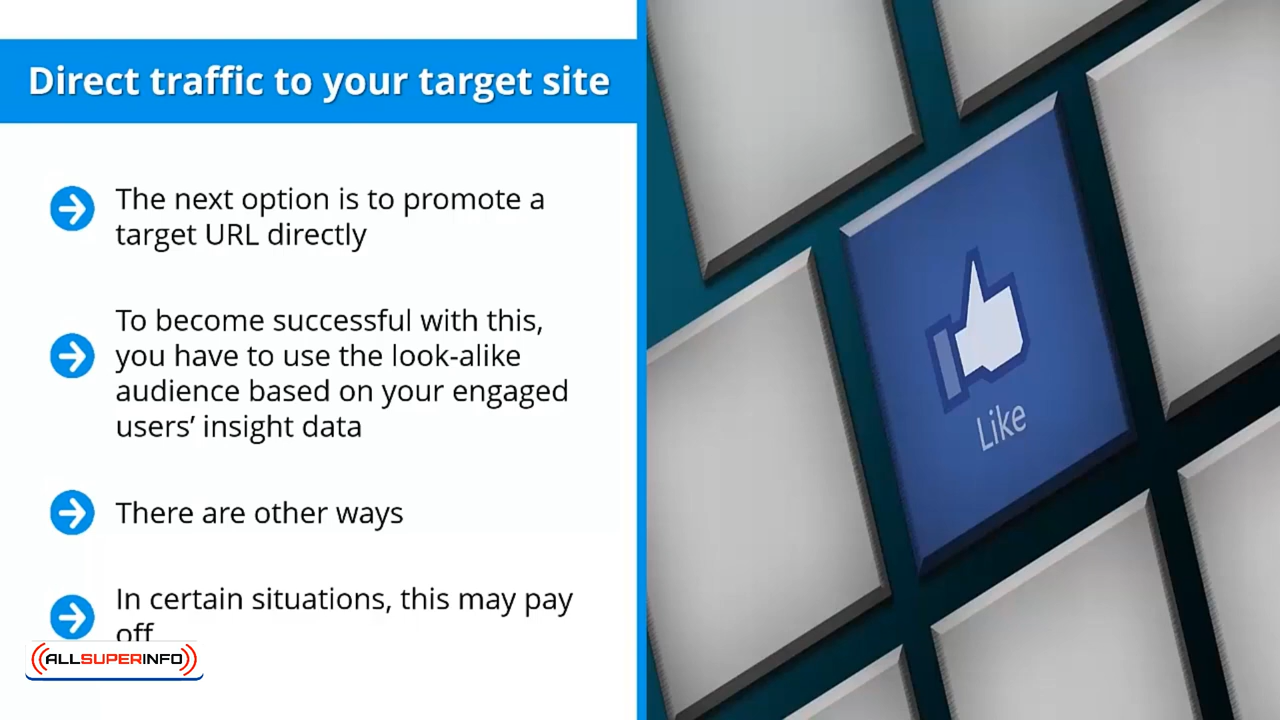 Direct traffic to your target site
The next option is to promote a
target URL directly
To become successful with this,
you have to use the look-alike
audience based on your engaged
users’ insight data
There are other ways
In certain situations, this may pay
off
ALLSUPERINFO
Like